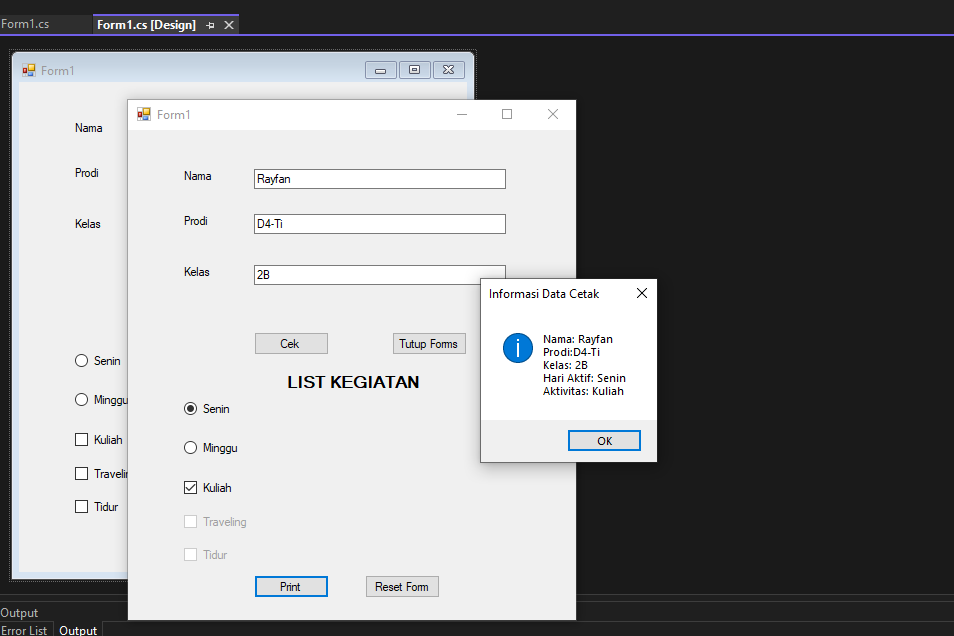 Form1.cs
Form1.cs [Design]
Form1
Nama
Prodi
Kelas
Senin
Minggu
Kuliah
Traveling
Tidur
Form1
Nama
Rayfan
Prodi
D4-Ti
Kelas
2B
Cek
Tutup Forms
LIST KEGIATAN
Senin
Minggu
Kuliah
Traveling
Tidur
Print
Reset Form
Informasi Data Cetak
Nama: Rayfan
Prodi:D4-Ti
Kelas: 2B
Hari Aktif: Senin
Aktivitas: Kuliah
OK
Output
Error List
Output